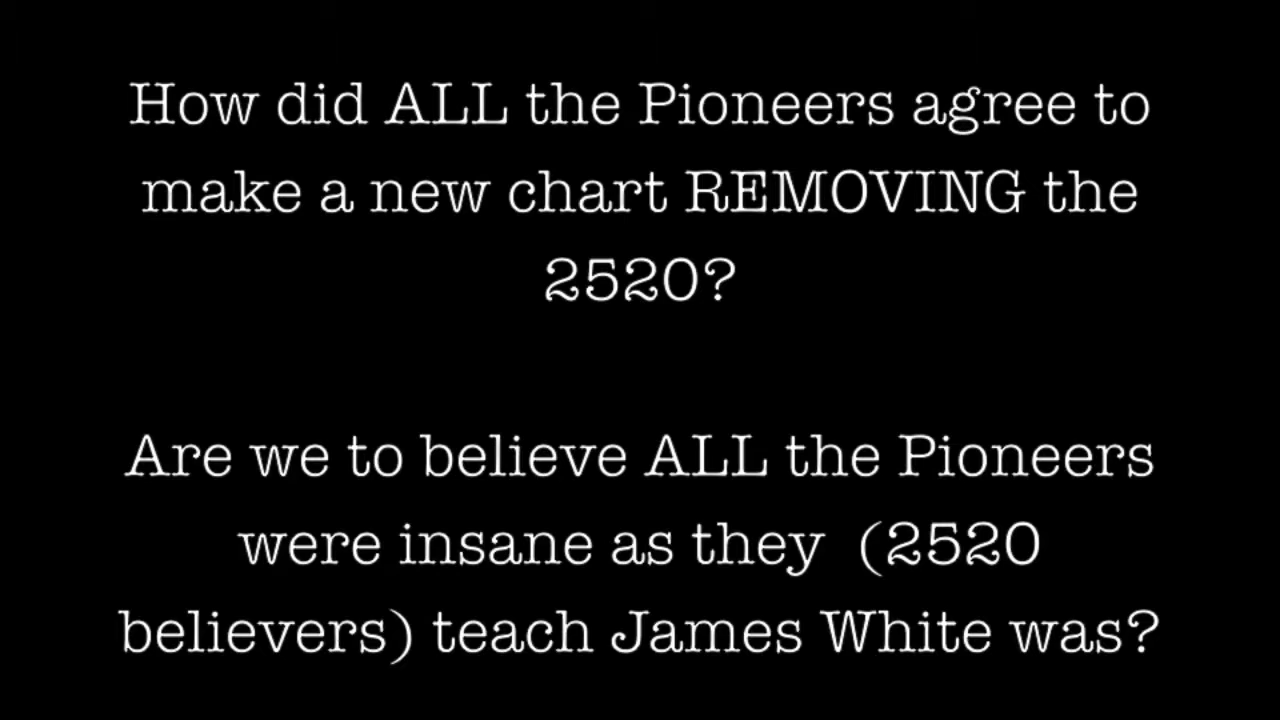 How did ALL the Pioneers agree to
make a new chart REMOVING the
2520?
Are we to believe ALL the Pioneers
were insane as they (2520
believers) teach James White was?